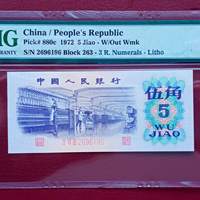 MG
China / People's Republic
Pick# 880c 1972 5 Jiao - W/Out Wmk
S/N 2696196 Block 263 - 3 R. Numerals - Litho
中国人民银行
伍角
5
WU
JIAO
2696196